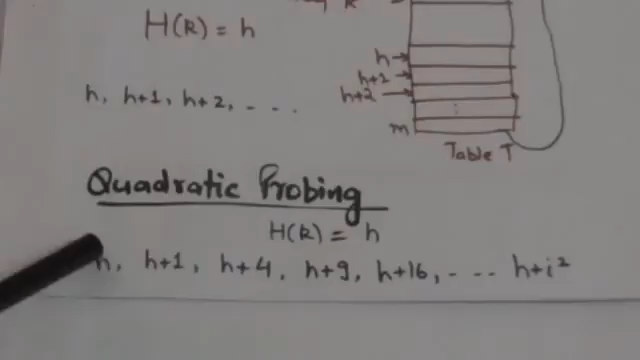 H(k) = h
h
h+1
h, h+1, h+2, - - - -
h+2
m
Table T
Quadratic Probing
H(k) = h
h, h+1, h+4, h+9, h+16, - - - - h+i²